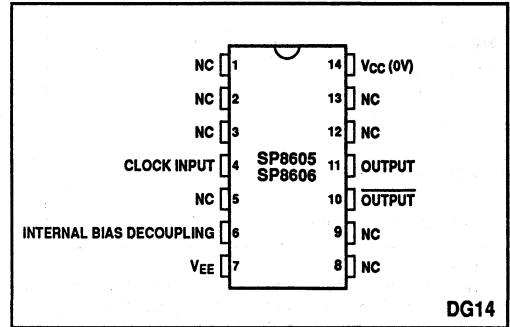 NC 1 14 VCC (0V)
NC 2 13 NC
NC 3 12 NC
SP8605
CLOCK INPUT 4 11 OUTPUT
SP8606
NC 5 10 OUTPUT
INTERNAL BIAS DECOUPLING 6 9 NC
VEE 7 8 NC
DG14